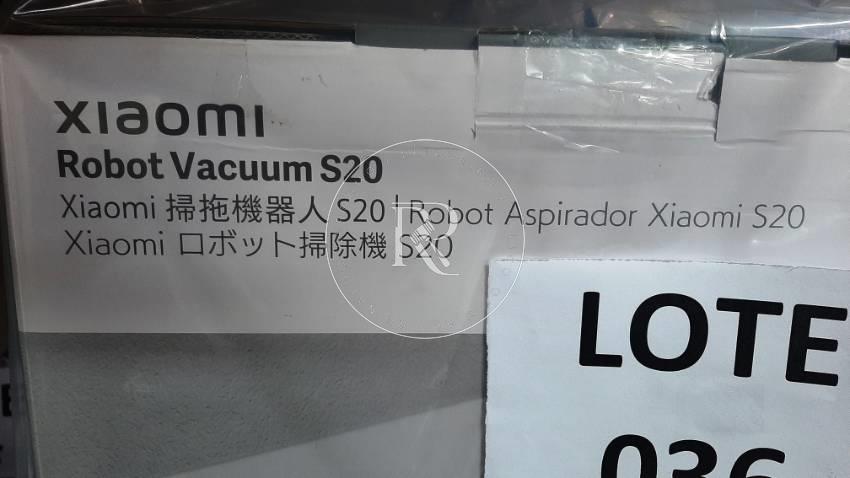 xiaomi
Robot Vacuum S20
Xiaomi 掃拖機器人 S20 | Robot Aspirador Xiaomi S20
Xiaomi ロボット掃除機 S20
LOTE
036